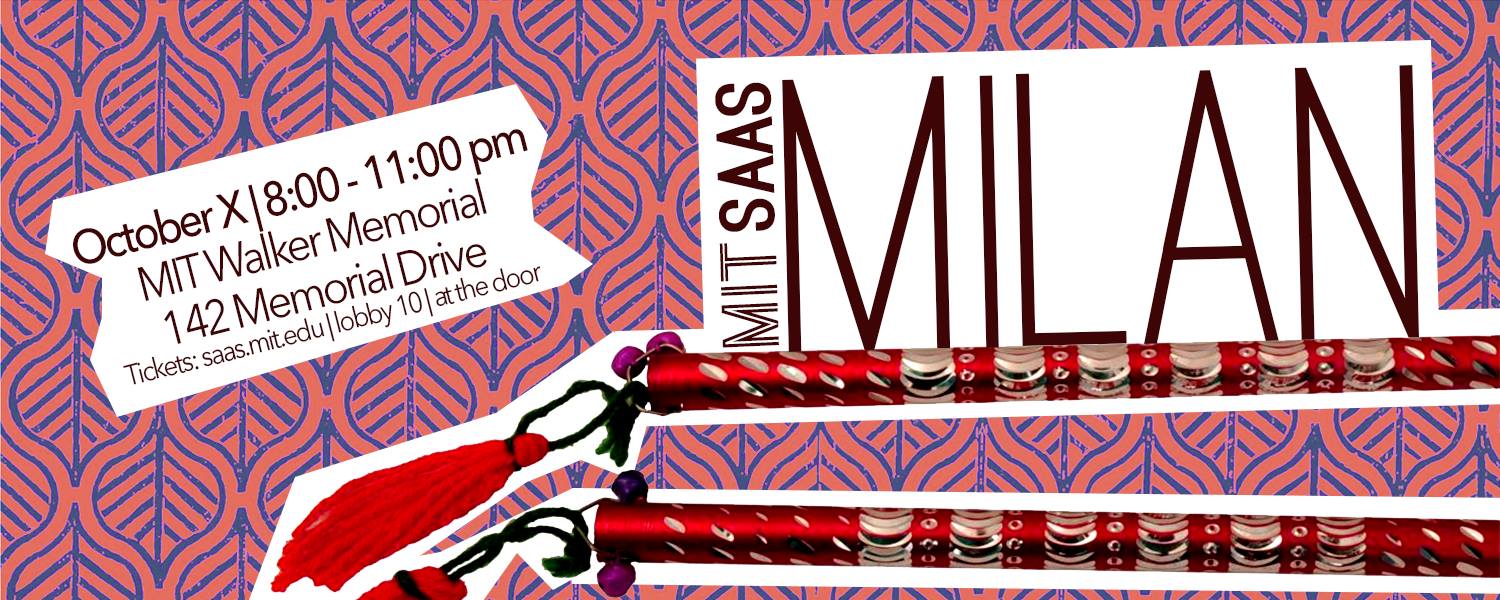 October X | 8:00 - 11:00 pm
MIT Walker Memorial
142 Memorial Drive
Tickets: saas.mit.edu | lobby 10 | at the door
MIT SAAS
MILAN